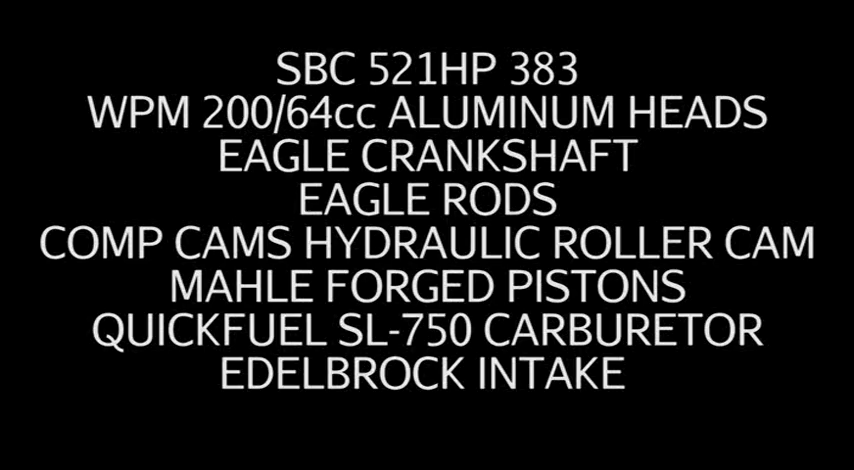 SBC 521HP 383
WPM 200/64cc ALUMINUM HEADS
EAGLE CRANKSHAFT
EAGLE RODS
COMP CAMS HYDRAULIC ROLLER CAM
MAHLE FORGED PISTONS
QUICKFUEL SL-750 CARBURETOR
EDELBROCK INTAKE